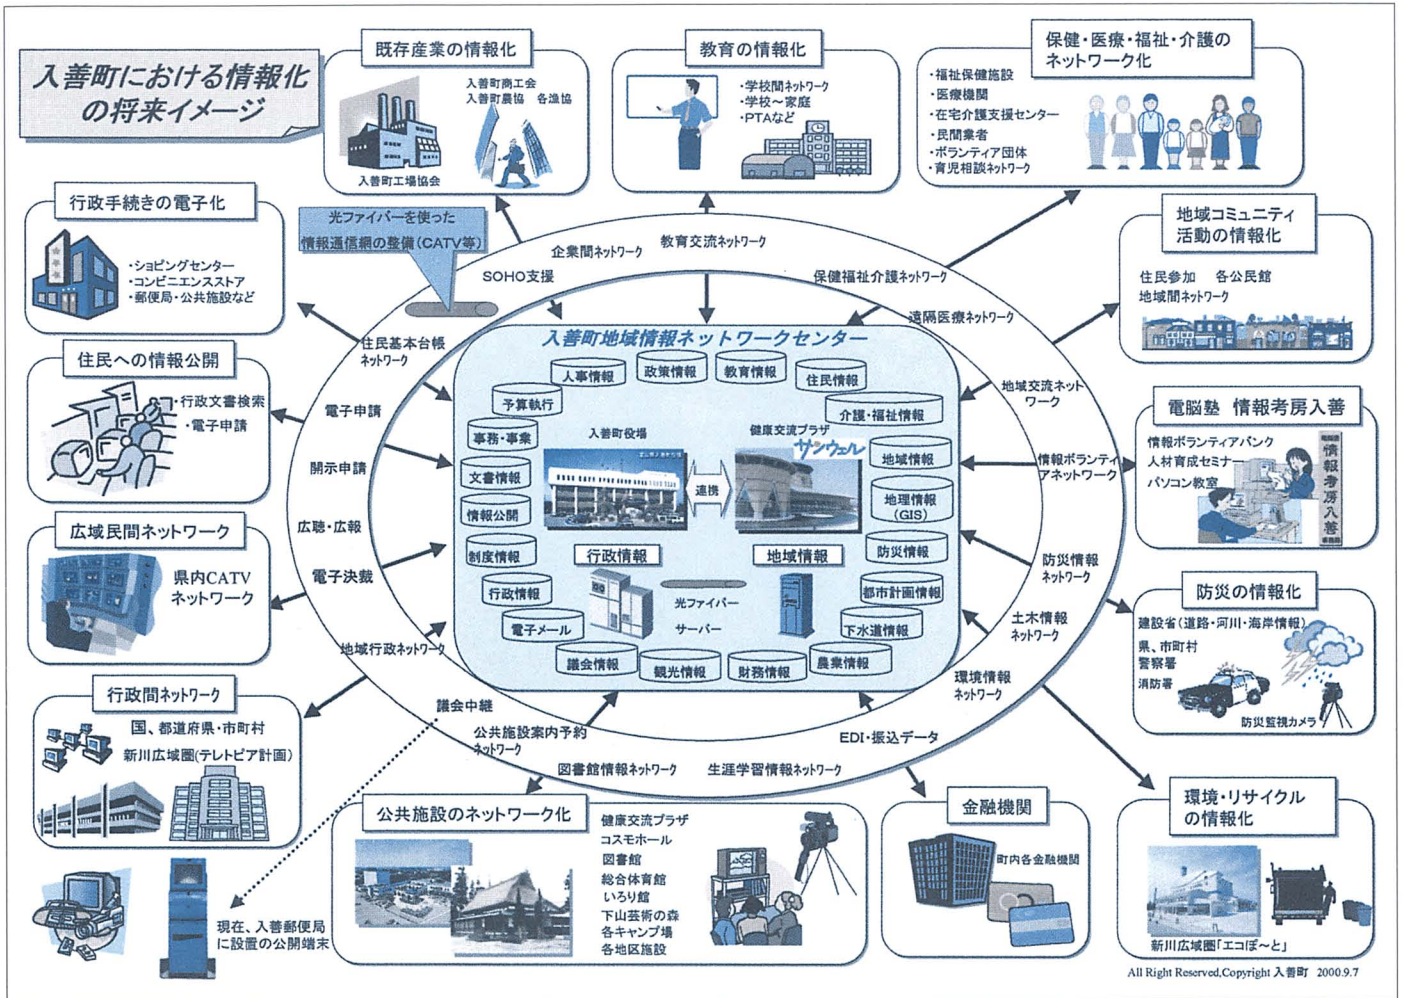 入善町における情報化
の将来イメージ
既存産業の情報化
入善町商工会
入善町農協　各漁協
入善町工場協会
教育の情報化
・学校間ネットワーク
・学校～家庭
・PTAなど
保健・医療・福祉・介護の
ネットワーク化
・福祉保健施設
・医療機関
・在宅介護支援センター
・民間業者
・ボランティア団体
・育児相談ネットワーク
行政手続きの電子化
・ショピングセンター
・コンビニエンスストア
・郵便局・公共施設など
光ファイバーを使った
情報通信網の整備(CATV等)
地域コミュニティ
活動の情報化
住民参加　各公民館
地域間ネットワーク
住民への情報公開
・行政文書検索
・電子申請
電脳塾　情報考房入善
情報ボランティアバンク
人材育成セミナー
パソコン教室
情報考房入善
広域民間ネットワーク
県内CATV
ネットワーク
防災の情報化
建設省(道路・河川・海岸情報)
県、市町村
警察署
消防署
防災監視カメラ
行政間ネットワーク
国、都道府県・市町村
新川広域圏(テレトピア計画)
現在、入善郵便局
に設置の公開端末
公共施設のネットワーク化
健康交流プラザ
コスモホール
図書館
総合体育館
いろり館
下山芸術の森
各キャンプ場
各地区施設
金融機関
町内各金融機関
環境・リサイクル
の情報化
新川広域圏「エコぽ～と」
企業間ネットワーク
教育交流ネットワーク
SOHO支援
保健福祉介護ネットワーク
遠隔医療ネットワーク
住民基本台帳
ネットワーク
地域交流ネット
ワーク
電子申請
開示申請
情報ボランティ
アネットワーク
広聴・広報
電子決裁
防災情報
ネットワーク
土木情報
ネットワーク
地域行政ネットワーク
環境情報
ネットワーク
議会中継
公共施設案内予約
ネットワーク
EDI・振込データ
図書館情報ネットワーク
生涯学習情報ネットワーク
入善町地域情報ネットワークセンター
人事情報
政策情報
教育情報
住民情報
予算執行
介護・福祉情報
事務・事業
入善町役場
健康交流プラザ
サンウェル
地域情報
文書情報
連携
地理情報
(GIS)
情報公開
制度情報
行政情報
地域情報
防災情報
行政情報
光ファイバー
都市計画情報
電子メール
サーバー
下水道情報
議会情報
観光情報
財務情報
農業情報
All Right Reserved,Copyright 入善町　2000.9.7